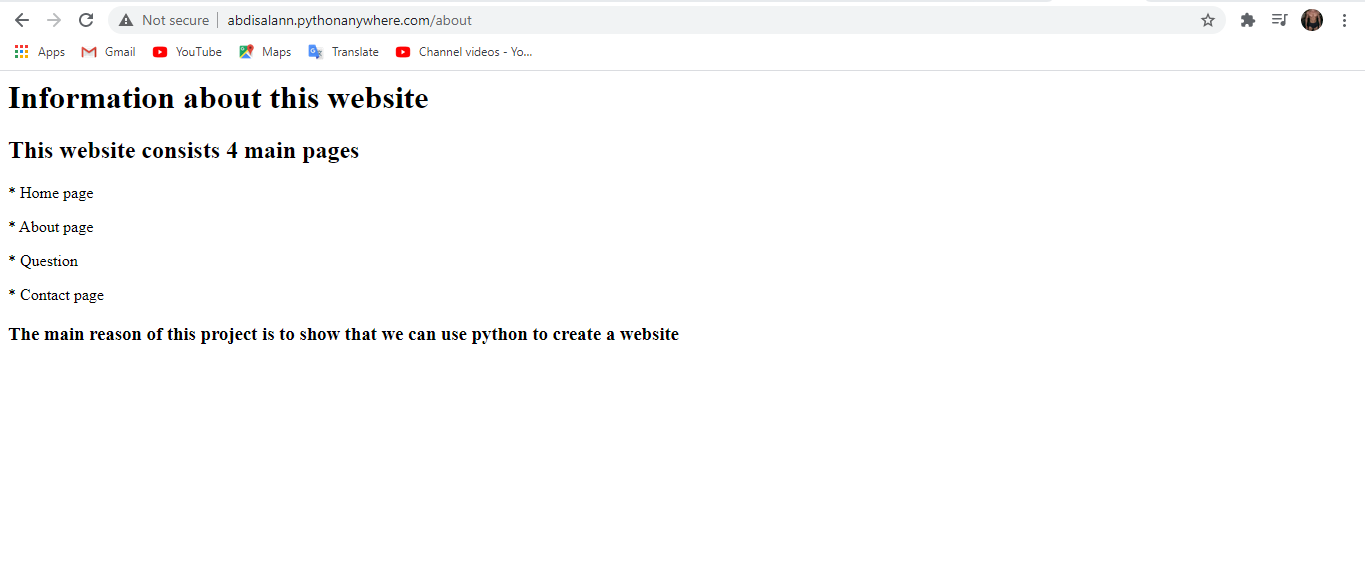 Not secure | abdisalann.pythonanywhere.com/about
Apps Gmail YouTube Maps Translate Channel videos - Yo...
Information about this website
This website consists 4 main pages
* Home page
* About page
* Question
* Contact page
The main reason of this project is to show that we can use python to create a website